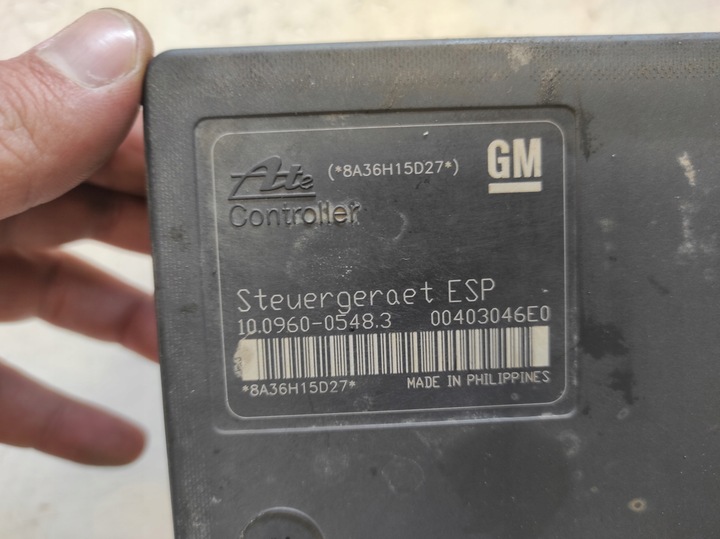 Ate (*8A36H15D27*) GM
Controller
Steuergeraet ESP
10.0960-0548.3 00403046E0
*8A36H15D27* MADE IN PHILIPPINES